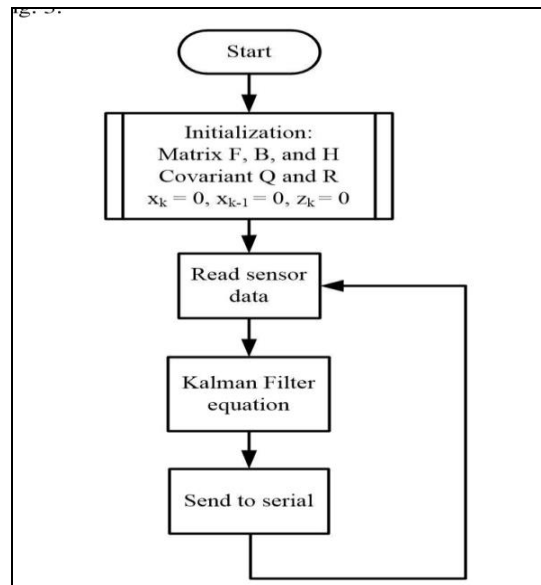 Start
Initialization:
Matrix F, B, and H
Covariant Q and R
xₖ = 0, xₖ₋₁ = 0, zₖ = 0
Read sensor
data
Kalman Filter
equation
Send to serial